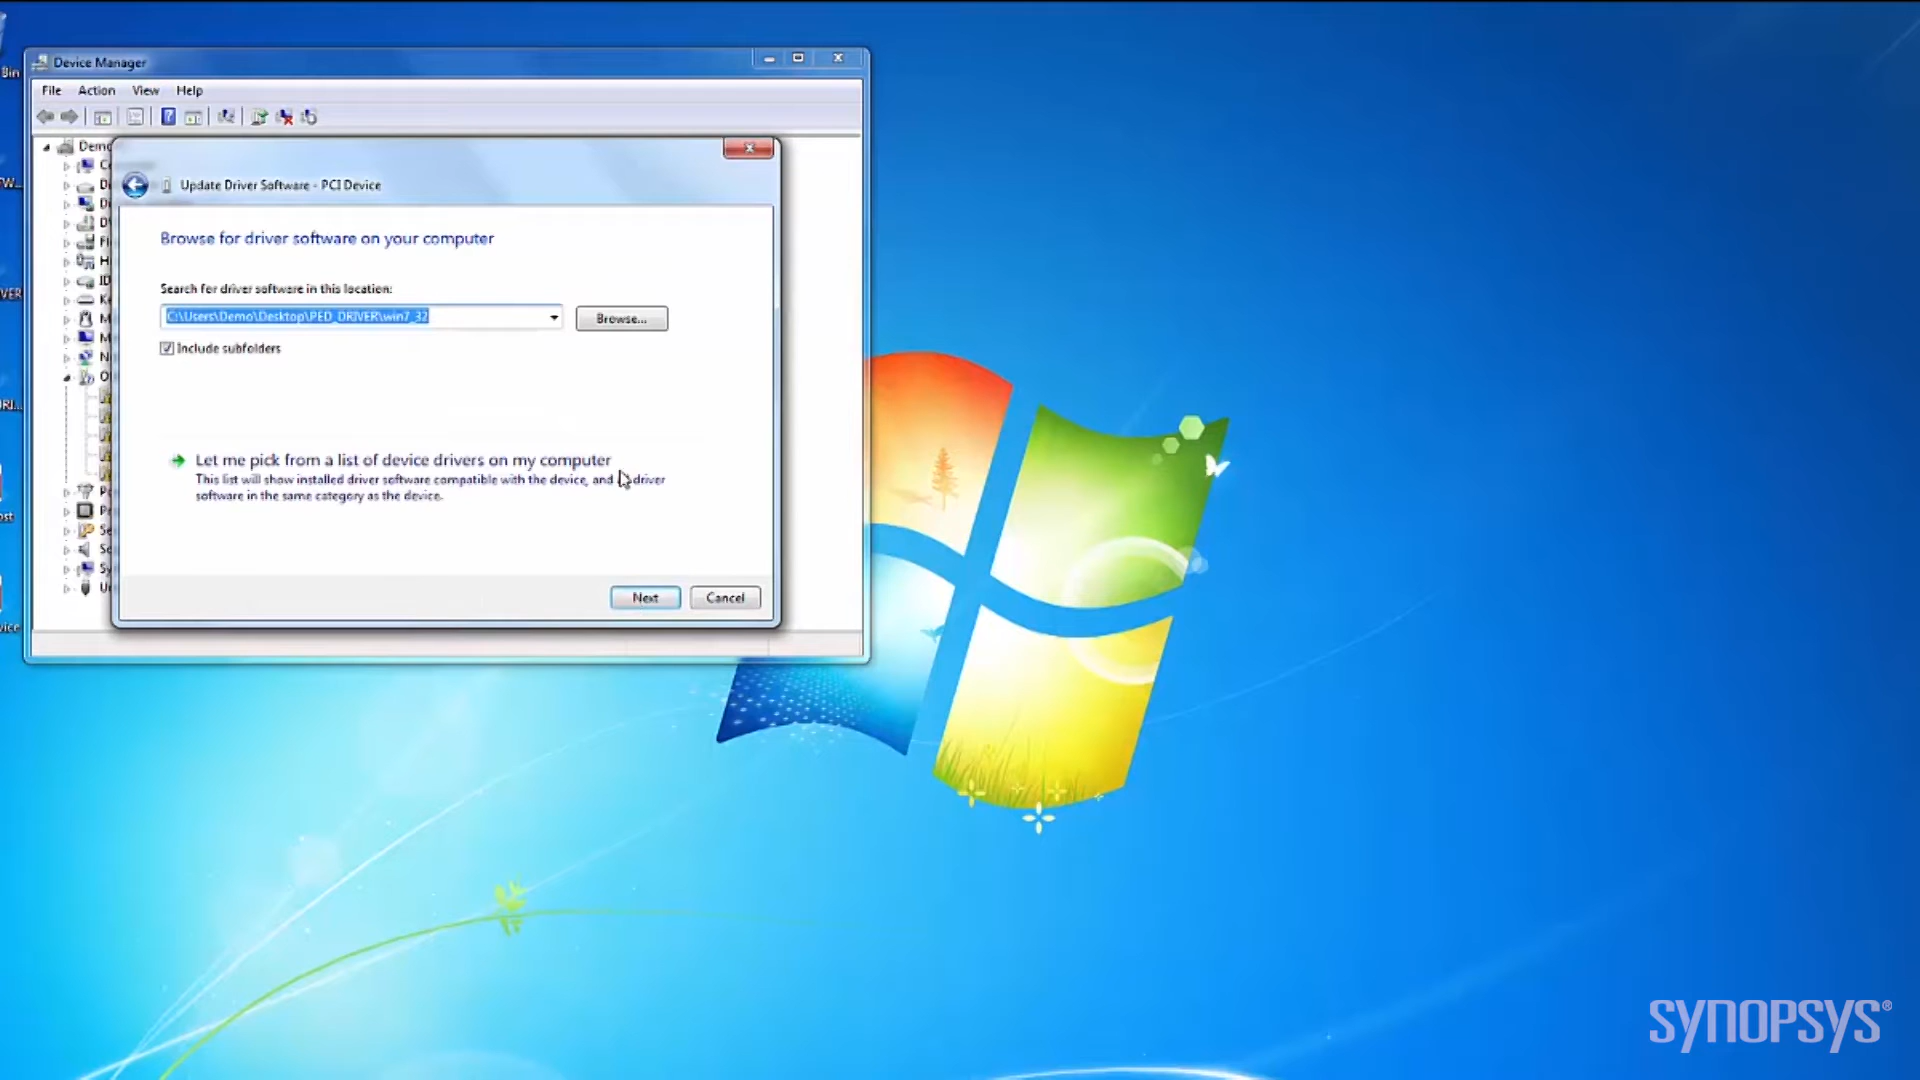 Bin
Device Manager
File Action View Help
Demo
Update Driver Software - PCI Device
Browse for driver software on your computer
Search for driver software in this location:
C:\Users\Demo\Desktop\PED_DRIVER\win7_32
Browse...
Include subfolders
Let me pick from a list of device drivers on my computer
This list will show installed driver software compatible with the device, and driver
software in the same category as the device.
Next Cancel
SYNOPSYS®